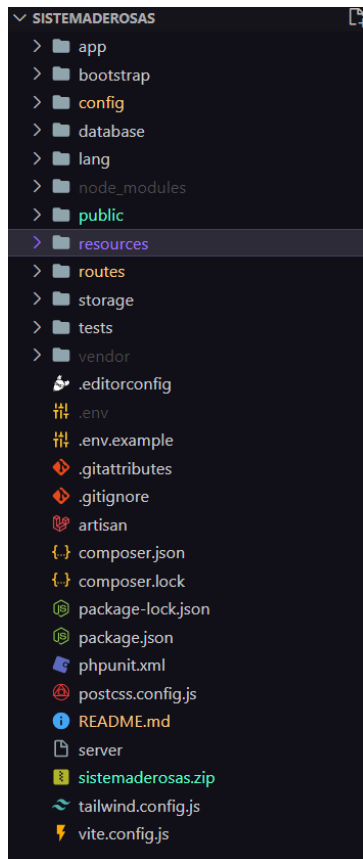 SISTEMADEROSAS
app
bootstrap
config
database
lang
node_modules
public
resources
routes
storage
tests
vendor
.editorconfig
.env
.env.example
.gitattributes
.gitignore
artisan
composer.json
composer.lock
package-lock.json
package.json
phpunit.xml
postcss.config.js
README.md
server
sistemaderosas.zip
tailwind.config.js
vite.config.js